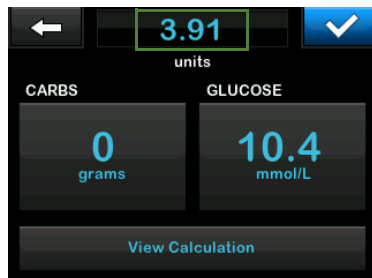 3.91
units
CARBS GLUCOSE
0 10.4
grams mmol/L
View Calculation